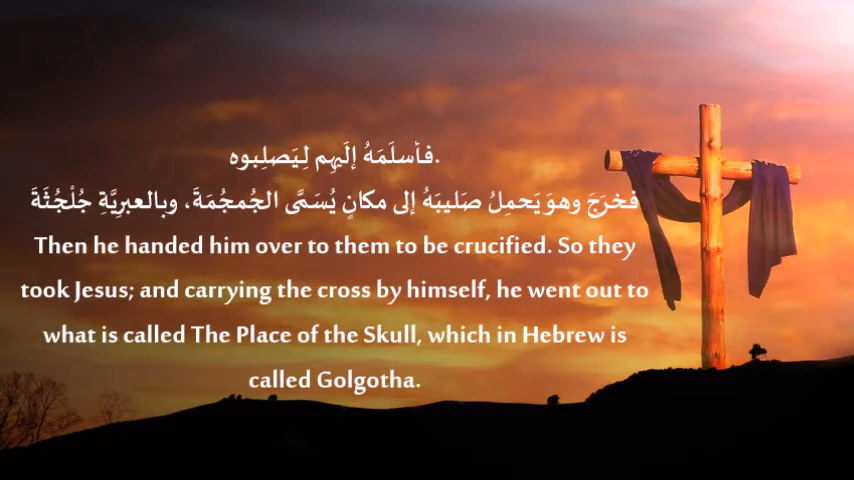 فأسلَمَهُ إلَيهِم لِيَصلِبوه.
فخرَجَ وهوَ يَحمِلُ صَليبَهُ إلى مكانٍ يُسَمَّى الجُمجُمَةَ، وبالعبرِيَّةِ جُلْجُثَةَ
Then he handed him over to them to be crucified. So they
took Jesus; and carrying the cross by himself, he went out to
what is called The Place of the Skull, which in Hebrew is
called Golgotha.